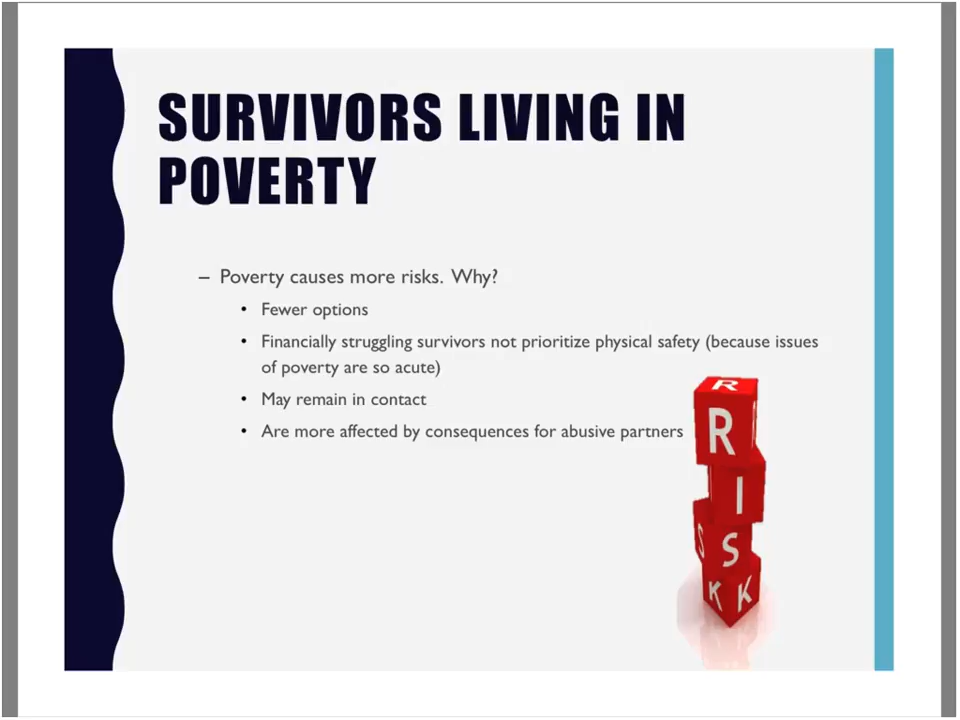 SURVIVORS LIVING IN
POVERTY
– Poverty causes more risks. Why?
• Fewer options
• Financially struggling survivors not prioritize physical safety (because issues
of poverty are so acute)
• May remain in contact
• Are more affected by consequences for abusive partners
R
R
I
S
S
K
K